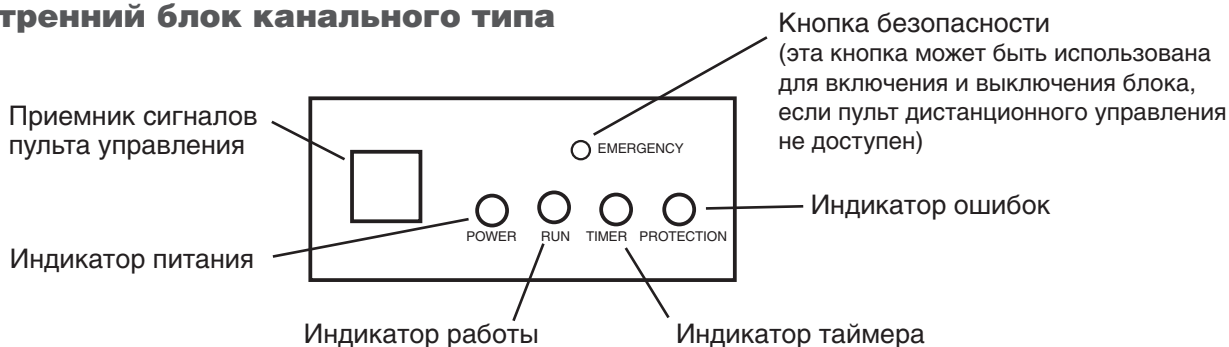 тренний блок канального типа
Кнопка безопасности
(эта кнопка может быть использована
для включения и выключения блока,
если пульт дистанционного управления
не доступен)
Приемник сигналов
пульта управления
EMERGENCY
Индикатор ошибок
POWER RUN TIMER PROTECTION
Индикатор питания
Индикатор работы
Индикатор таймера